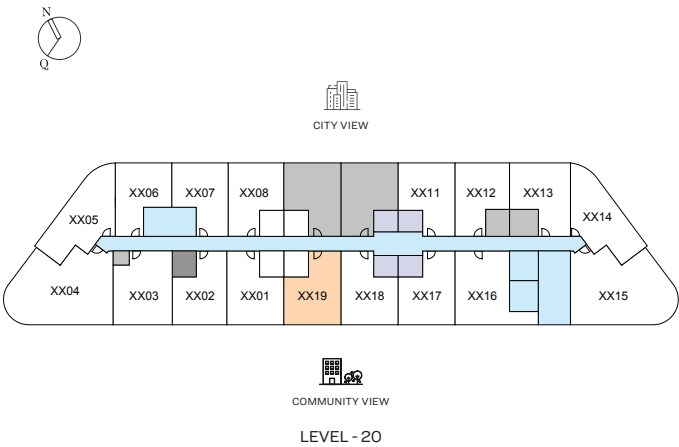 N
Q
CITY VIEW
XX06 XX07 XX08 XX11 XX12 XX13
XX05 XX14
XX04 XX03 XX02 XX01 XX19 XX18 XX17 XX16 XX15
COMMUNITY VIEW
LEVEL - 20